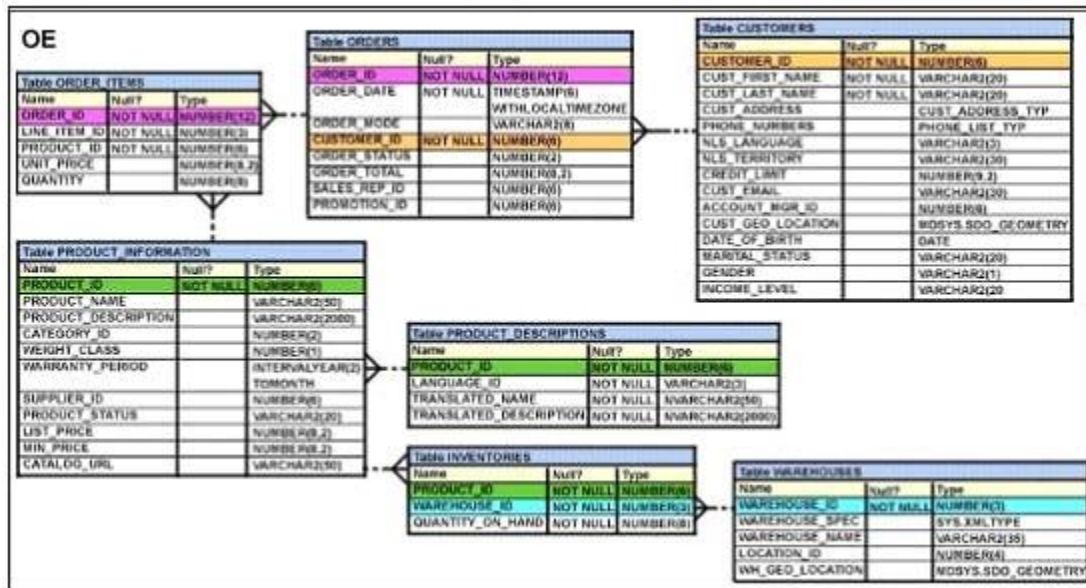 OE
Table ORDER_ITEMS
Name Null? Type
ORDER_ID NOT NULL NUMBER(12)
LINE_ITEM_ID NOT NULL NUMBER(3)
PRODUCT_ID NOT NULL NUMBER(6)
UNIT_PRICE NUMBER(8,2)
QUANTITY NUMBER(8)
Table ORDERS
Name Null? Type
ORDER_ID NOT NULL NUMBER(12)
ORDER_DATE NOT NULL TIMESTAMP(6)
WITHLOCALTIMEZONE
ORDER_MODE VARCHAR2(8)
CUSTOMER_ID NOT NULL NUMBER(6)
ORDER_STATUS NUMBER(2)
ORDER_TOTAL NUMBER(8,2)
SALES_REP_ID NUMBER(6)
PROMOTION_ID NUMBER(6)
Table CUSTOMERS
Name Null? Type
CUSTOMER_ID NOT NULL NUMBER(6)
CUST_FIRST_NAME NOT NULL VARCHAR2(20)
CUST_LAST_NAME NOT NULL VARCHAR2(20)
CUST_ADDRESS CUST_ADDRESS_TYP
PHONE_NUMBERS PHONE_LIST_TYP
NLS_LANGUAGE VARCHAR2(3)
NLS_TERRITORY VARCHAR2(30)
CREDIT_LIMIT NUMBER(9,2)
CUST_EMAIL VARCHAR2(30)
ACCOUNT_MGR_ID NUMBER(6)
CUST_GEO_LOCATION MDSYS.SDO_GEOMETRY
DATE_OF_BIRTH DATE
MARITAL_STATUS VARCHAR2(20)
GENDER VARCHAR2(1)
INCOME_LEVEL VARCHAR2(20
Table PRODUCT_INFORMATION
Name Null? Type
PRODUCT_ID NOT NULL NUMBER(6)
PRODUCT_NAME VARCHAR2(50)
PRODUCT_DESCRIPTION VARCHAR2(2000)
CATEGORY_ID NUMBER(2)
WEIGHT_CLASS NUMBER(1)
WARRANTY_PERIOD INTERVALYEAR(2)
TOMONTH
SUPPLIER_ID NUMBER(6)
PRODUCT_STATUS VARCHAR2(20)
LIST_PRICE NUMBER(8,2)
MIN_PRICE NUMBER(8,2)
CATALOG_URL VARCHAR2(50)
Table PRODUCT_DESCRIPTIONS
Name Null? Type
PRODUCT_ID NOT NULL NUMBER(6)
LANGUAGE_ID NOT NULL VARCHAR2(3)
TRANSLATED_NAME NOT NULL NVARCHAR2(50)
TRANSLATED_DESCRIPTION NOT NULL NVARCHAR2(2000)
Table INVENTORIES
Name Null? Type
PRODUCT_ID NOT NULL NUMBER(6)
WAREHOUSE_ID NOT NULL NUMBER(3)
QUANTITY_ON_HAND NOT NULL NUMBER(8)
Table WAREHOUSES
Name Null? Type
WAREHOUSE_ID NOT NULL NUMBER(3)
WAREHOUSE_SPEC SYS.XMLTYPE
WAREHOUSE_NAME VARCHAR2(35)
LOCATION_ID NUMBER(4)
WH_GEO_LOCATION MDSYS.SDO_GEOMETRY